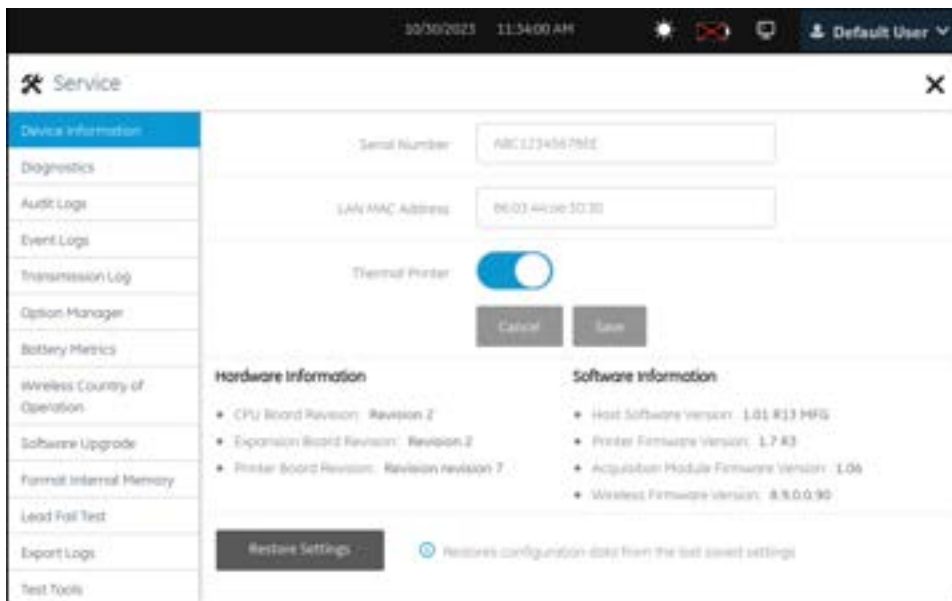 10/30/2023 11:34:00 AM Default User
Service
Device Information
Diagnostics
Audit Logs
Event Logs
Transmission Log
Option Manager
Battery Metrics
Wireless Country of
Operation
Software Upgrade
Format Internal Memory
Lead Fail Test
Export Logs
Test Tools
Serial Number
LAN MAC Address
Thermal Printer
Cancel Save
Hardware Information
• CPU Board Revision: Revision 2
• Expansion Board Revision: Revision 2
• Printer Board Revision: Revision revision 7
Software Information
• Host Software Version: 1.01 R13 MFG
• Printer Firmware Version: 1.7 R3
• Acquisition Module Firmware Version: 1.06
• Wireless Firmware Version: 8.9.0.0.90
Restore Settings
Restores configuration data from the last saved settings